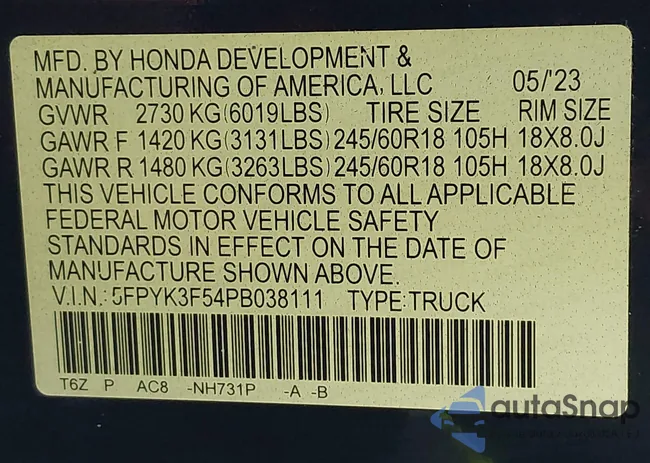 MFD. BY HONDA DEVELOPMENT &
MANUFACTURING OF AMERICA, LLC 05/'23
GVWR 2730 KG(6019LBS) TIRE SIZE RIM SIZE
GAWR F 1420 KG(3131LBS) 245/60R18 105H 18X8.0J
GAWR R 1480 KG(3263LBS) 245/60R18 105H 18X8.0J
THIS VEHICLE CONFORMS TO ALL APPLICABLE
FEDERAL MOTOR VEHICLE SAFETY
STANDARDS IN EFFECT ON THE DATE OF
MANUFACTURE SHOWN ABOVE.
V.I.N.: 5FPYK3F54PB038111 TYPE:TRUCK
T6Z P AC8 -NH731P -A -B
autoSnap